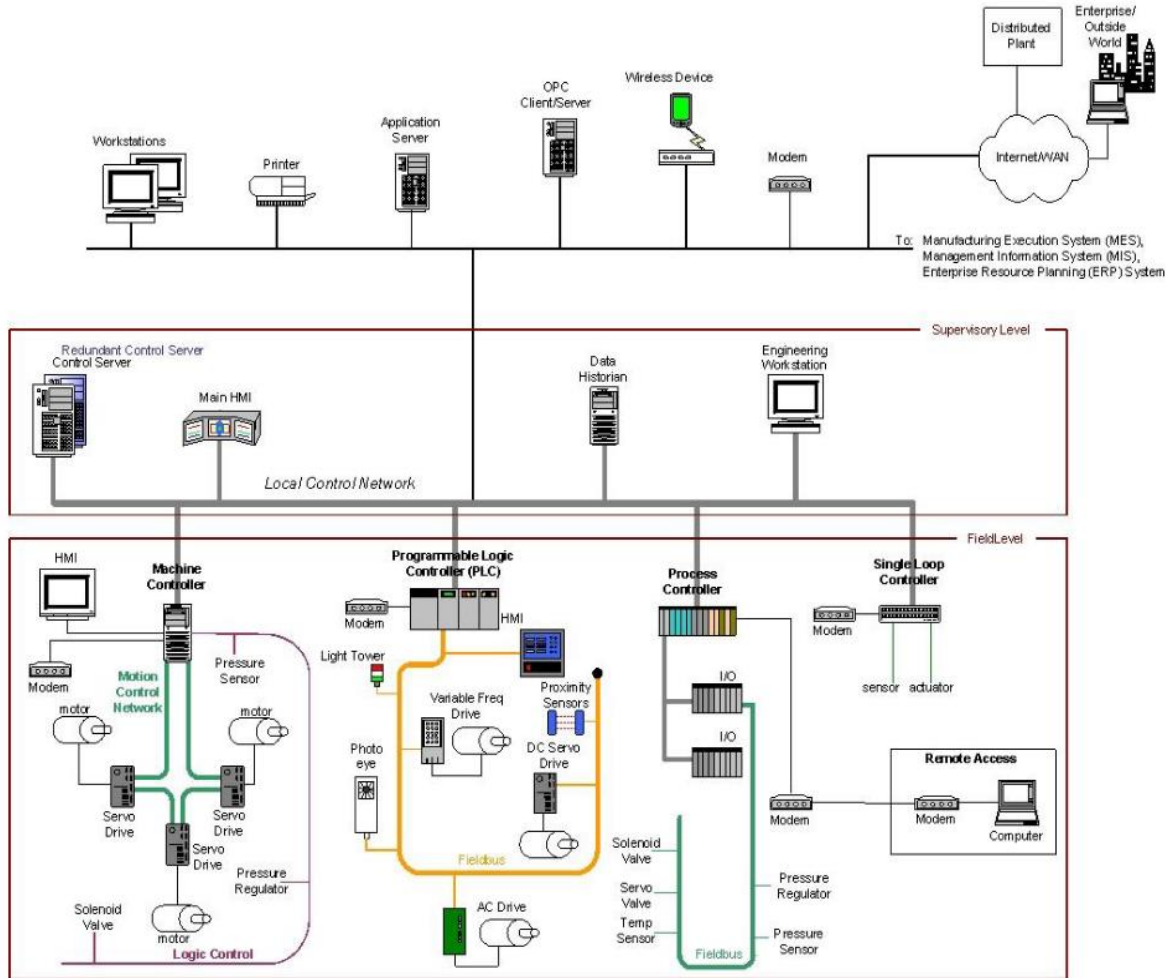 Distributed
Plant
Enterprise/
Outside
World
Workstations
Printer
Application
Server
OPC
Client/Server
Wireless Device
Modem
Internet/WAN
To: Manufacturing Execution System (MES),
Management Information System (MIS),
Enterprise Resource Planning (ERP) System
Supervisory Level
Redundant Control Server
Control Server
Main HMI
Data
Historian
Engineering
Workstation
Local Control Network
FieldLevel
HMI
Machine
Controller
Modem
Pressure
Sensor
Motion
Control
Network
motor
motor
Servo
Drive
Servo
Drive
Servo
Drive
motor
Pressure
Regulator
Solenoid
Valve
Logic Control
Programmable Logic
Controller (PLC)
Modem
HMI
Light Tower
Variable Freq
Drive
Proximity
Sensors
Photo
eye
DC Servo
Drive
Fieldbus
AC Drive
Process
Controller
I/O
I/O
Modem
Solenoid
Valve
Servo
Valve
Temp
Sensor
Pressure
Regulator
Pressure
Sensor
Fieldbus
Single Loop
Controller
Modem
sensor
actuator
Remote Access
Modem
Computer